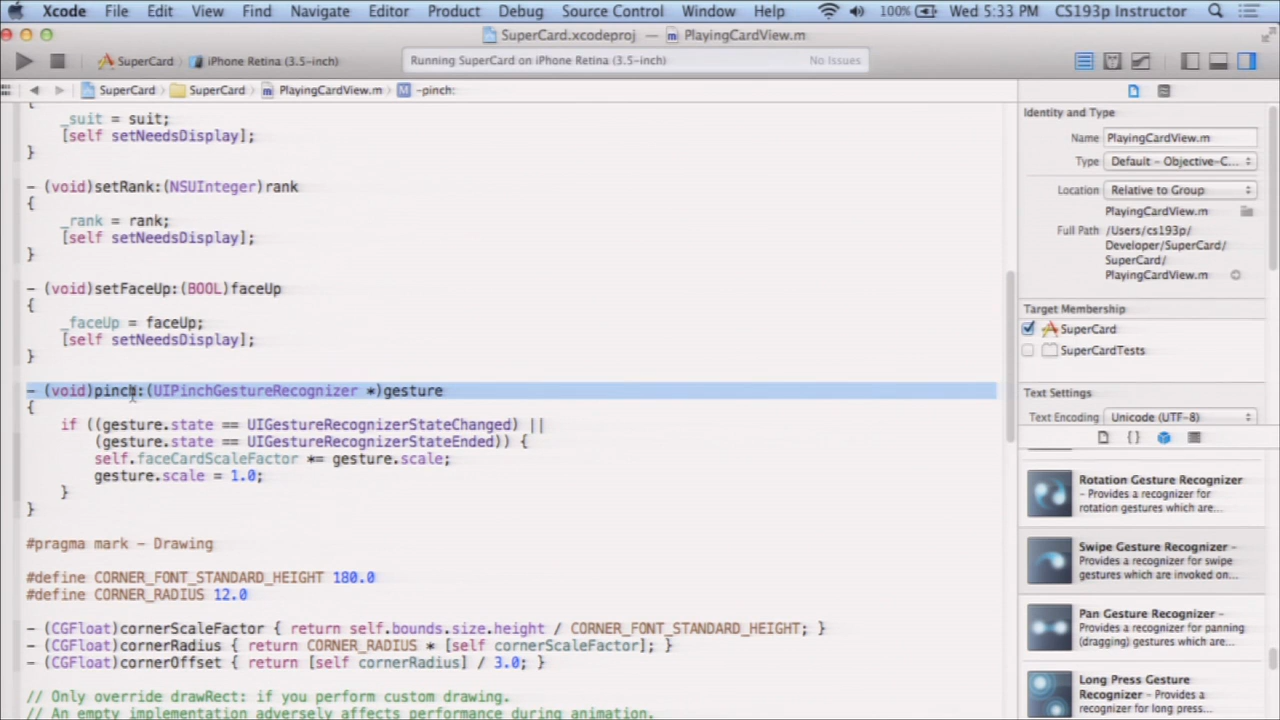 Xcode File Edit View Find Navigate Editor Product Debug Source Control Window Help 100% Wed 5:33 PM CS193p Instructor
SuperCard.xcodeproj — PlayingCardView.m
SuperCard iPhone Retina (3.5-inch) Running SuperCard on iPhone Retina (3.5-inch) No Issues
SuperCard SuperCard PlayingCardView.m M -pinch:
{
_suit = suit;
[self setNeedsDisplay];
}
- (void)setRank:(NSUInteger)rank
{
_rank = rank;
[self setNeedsDisplay];
}
- (void)setFaceUp:(BOOL)faceUp
{
_faceUp = faceUp;
[self setNeedsDisplay];
}
- (void)pinch:(UIPinchGestureRecognizer *)gesture
{
if ((gesture.state == UIGestureRecognizerStateChanged) ||
(gesture.state == UIGestureRecognizerStateEnded)) {
self.faceCardScaleFactor *= gesture.scale;
gesture.scale = 1.0;
}
}
#pragma mark - Drawing
#define CORNER_FONT_STANDARD_HEIGHT 180.0
#define CORNER_RADIUS 12.0
- (CGFloat)cornerScaleFactor { return self.bounds.size.height / CORNER_FONT_STANDARD_HEIGHT; }
- (CGFloat)cornerRadius { return CORNER_RADIUS * [self cornerScaleFactor]; }
- (CGFloat)cornerOffset { return [self cornerRadius] / 3.0; }
// Only override drawRect: if you perform custom drawing.
// An empty implementation adversely affects performance during animation.
Identity and Type
Name PlayingCardView.m
Type Default - Objective-C...
Location Relative to Group
PlayingCardView.m
Full Path /Users/cs193p/
Developer/SuperCard/
SuperCard/
PlayingCardView.m
Target Membership
SuperCard
SuperCardTests
Text Settings
Text Encoding Unicode (UTF-8)
{ }
Rotation Gesture Recognizer
- Provides a recognizer for
rotation gestures which are...
Swipe Gesture Recognizer -
Provides a recognizer for swipe
gestures which are invoked on...
Pan Gesture Recognizer -
Provides a recognizer for panning
(dragging) gestures which are...
Long Press Gesture
Recognizer - Provides a
recognizer for long press...